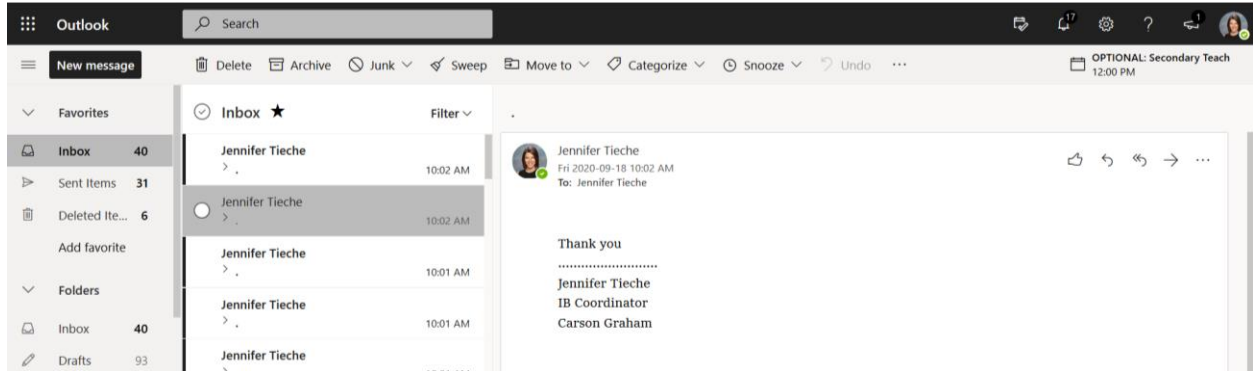 Outlook
Search
17
?
1
New message
Delete
Archive
Junk
Sweep
Move to
Categorize
Snooze
Undo
...
OPTIONAL: Secondary Teach
12:00 PM
Favorites
Inbox 40
Sent Items 31
Deleted Ite... 6
Add favorite
Folders
Inbox 40
Drafts 93
Inbox ★
Filter
Jennifer Tieche
> . 10:02 AM
Jennifer Tieche
> . 10:02 AM
Jennifer Tieche
> . 10:01 AM
Jennifer Tieche
> . 10:01 AM
Jennifer Tieche
.
Jennifer Tieche
Fri 2020-09-18 10:02 AM
To: Jennifer Tieche
...
Thank you
..........................
Jennifer Tieche
IB Coordinator
Carson Graham